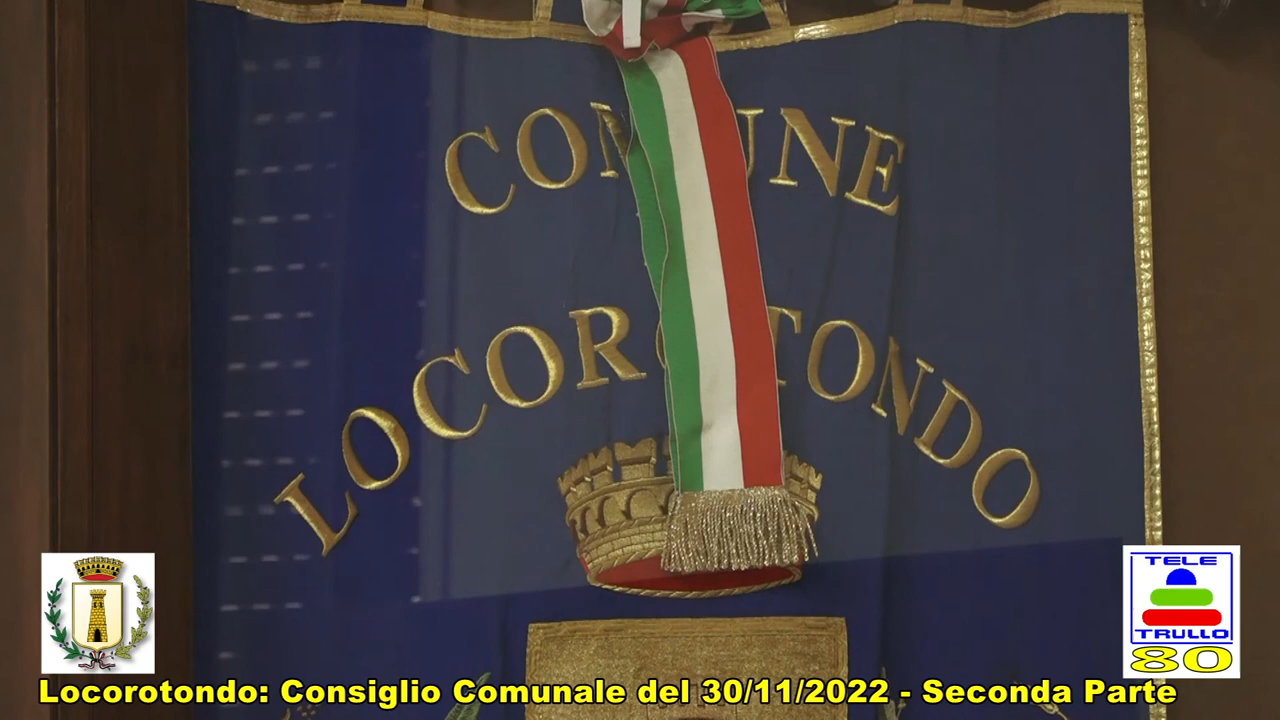 COMUNE
LOCOROTONDO
TELE
TRULLO
80
Locorotondo: Consiglio Comunale del 30/11/2022 - Seconda Parte